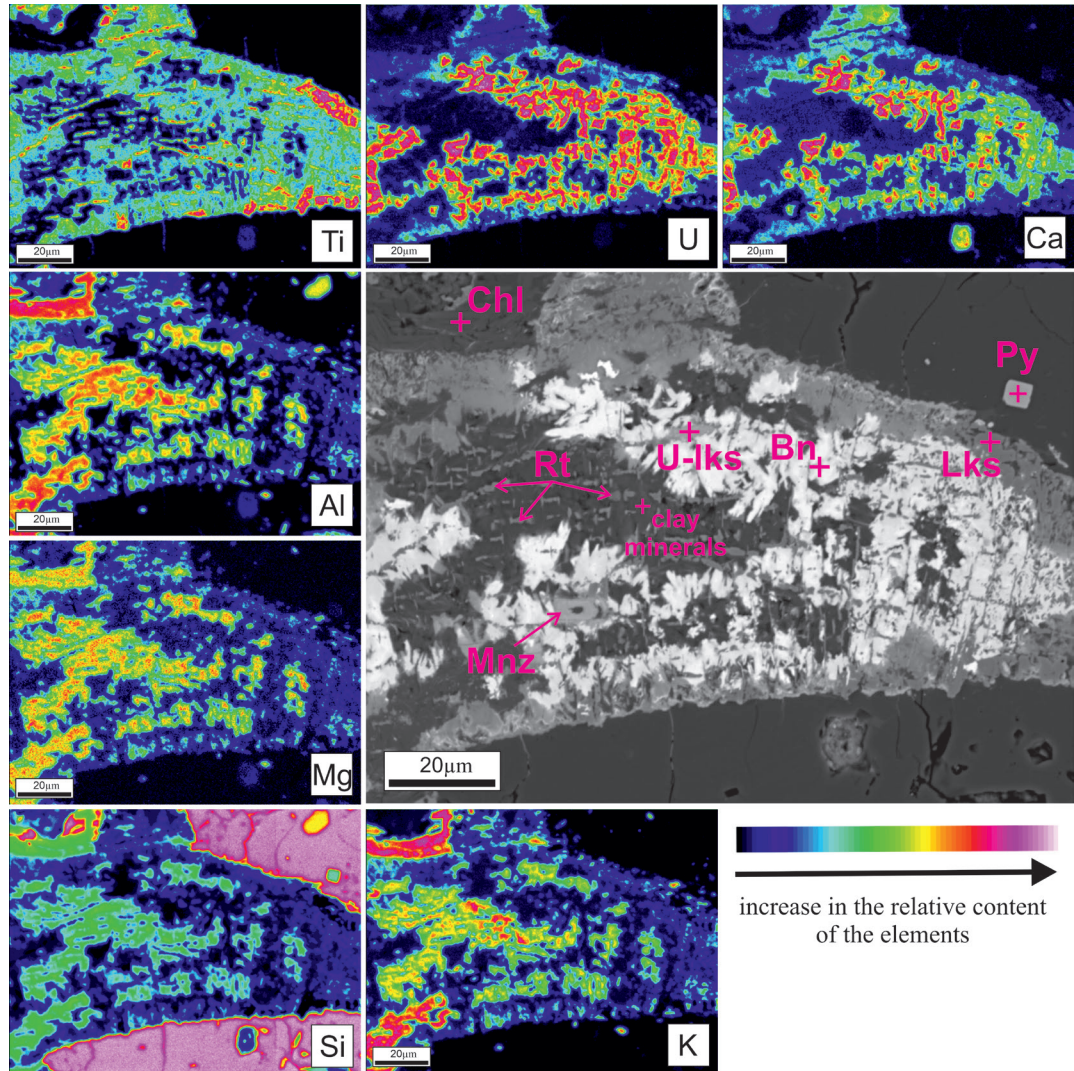 20µm
Ti
20µm
U
20µm
Ca
20µm
Al
Chl
Py
U-lks
Bn
Lks
Rt
clay
minerals
Mnz
20µm
20µm
Mg
20µm
Si
20µm
K
increase in the relative content
of the elements